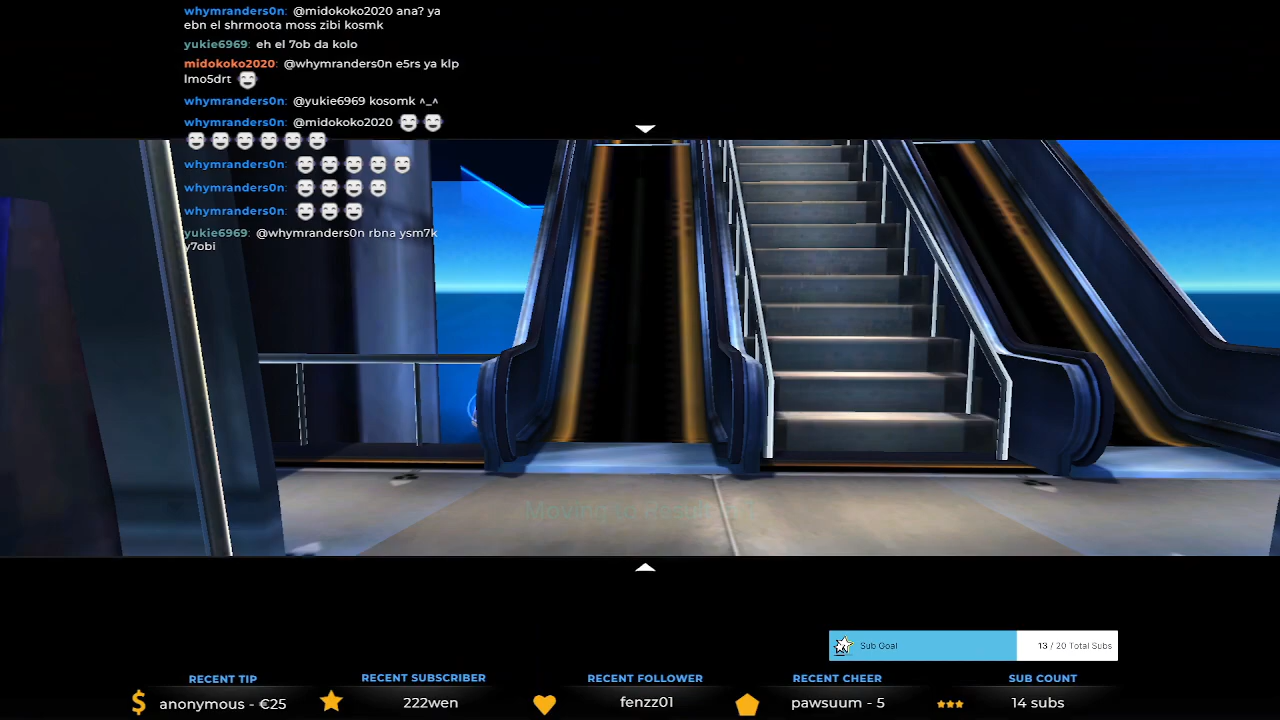 whymranders0n: @midokoko2020 ana? ya
ebn el shrmoota moss zibi kosmk
yukie6969: eh el 7ob da kolo
midokoko2020: @whymranders0n e5rs ya klp
lmo5drt
whymranders0n: @yukie6969 kosomk ^_^
whymranders0n: @midokoko2020
whymranders0n:
whymranders0n:
whymranders0n:
yukie6969: @whymranders0n rbna ysm7k
y7obi
Sub Goal
13 / 20 Total Subs
RECENT TIP
anonymous - €25
RECENT SUBSCRIBER
222wen
RECENT FOLLOWER
fenzz01
RECENT CHEER
pawsuum - 5
SUB COUNT
14 subs